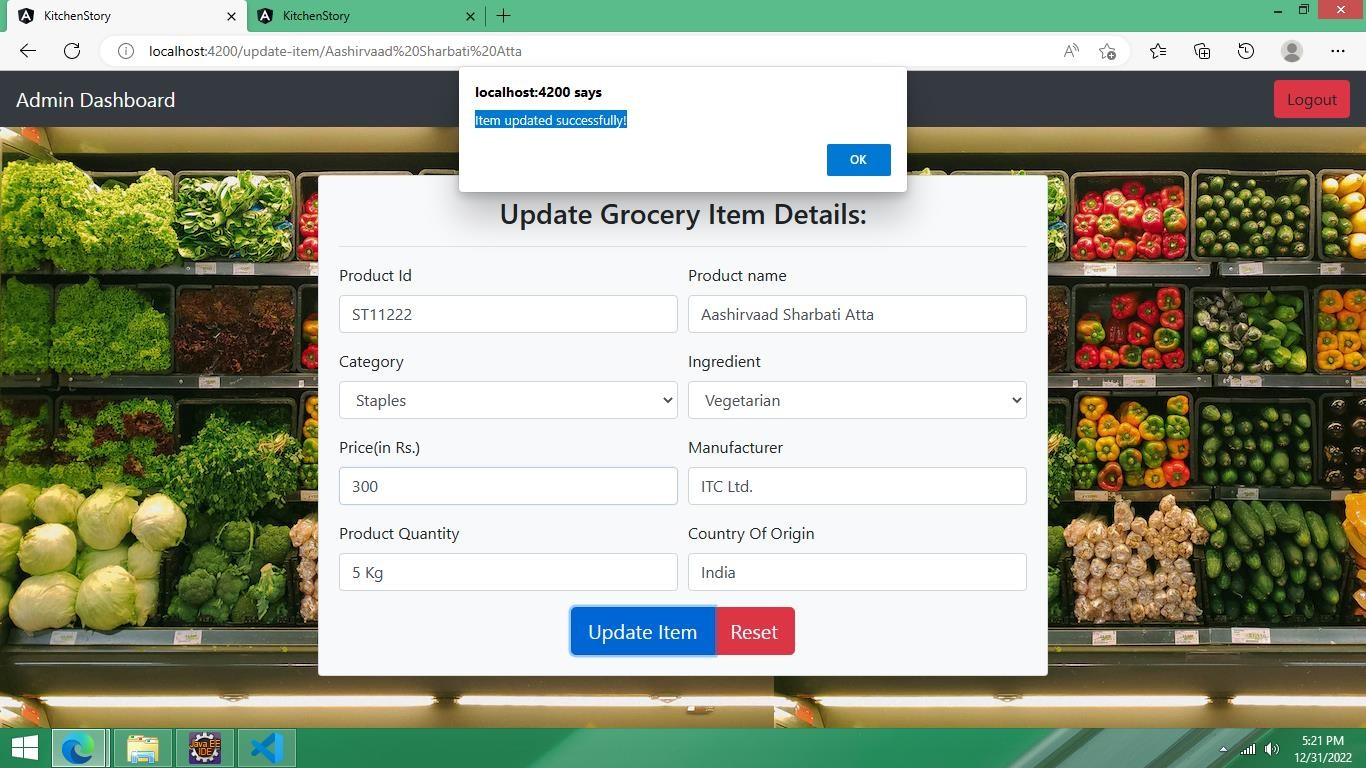 KitchenStory
KitchenStory
localhost:4200/update-item/Aashirvaad%20Sharbati%20Atta
Admin Dashboard
Logout
localhost:4200 says
Item updated successfully!
OK
Update Grocery Item Details:
Product Id
Product name
ST11222
Aashirvaad Sharbati Atta
Category
Ingredient
Staples
Vegetarian
Price(in Rs.)
Manufacturer
300
ITC Ltd.
Product Quantity
Country Of Origin
5 Kg
India
Update Item
Reset
Java EE
IDE
5:21 PM
12/31/2022